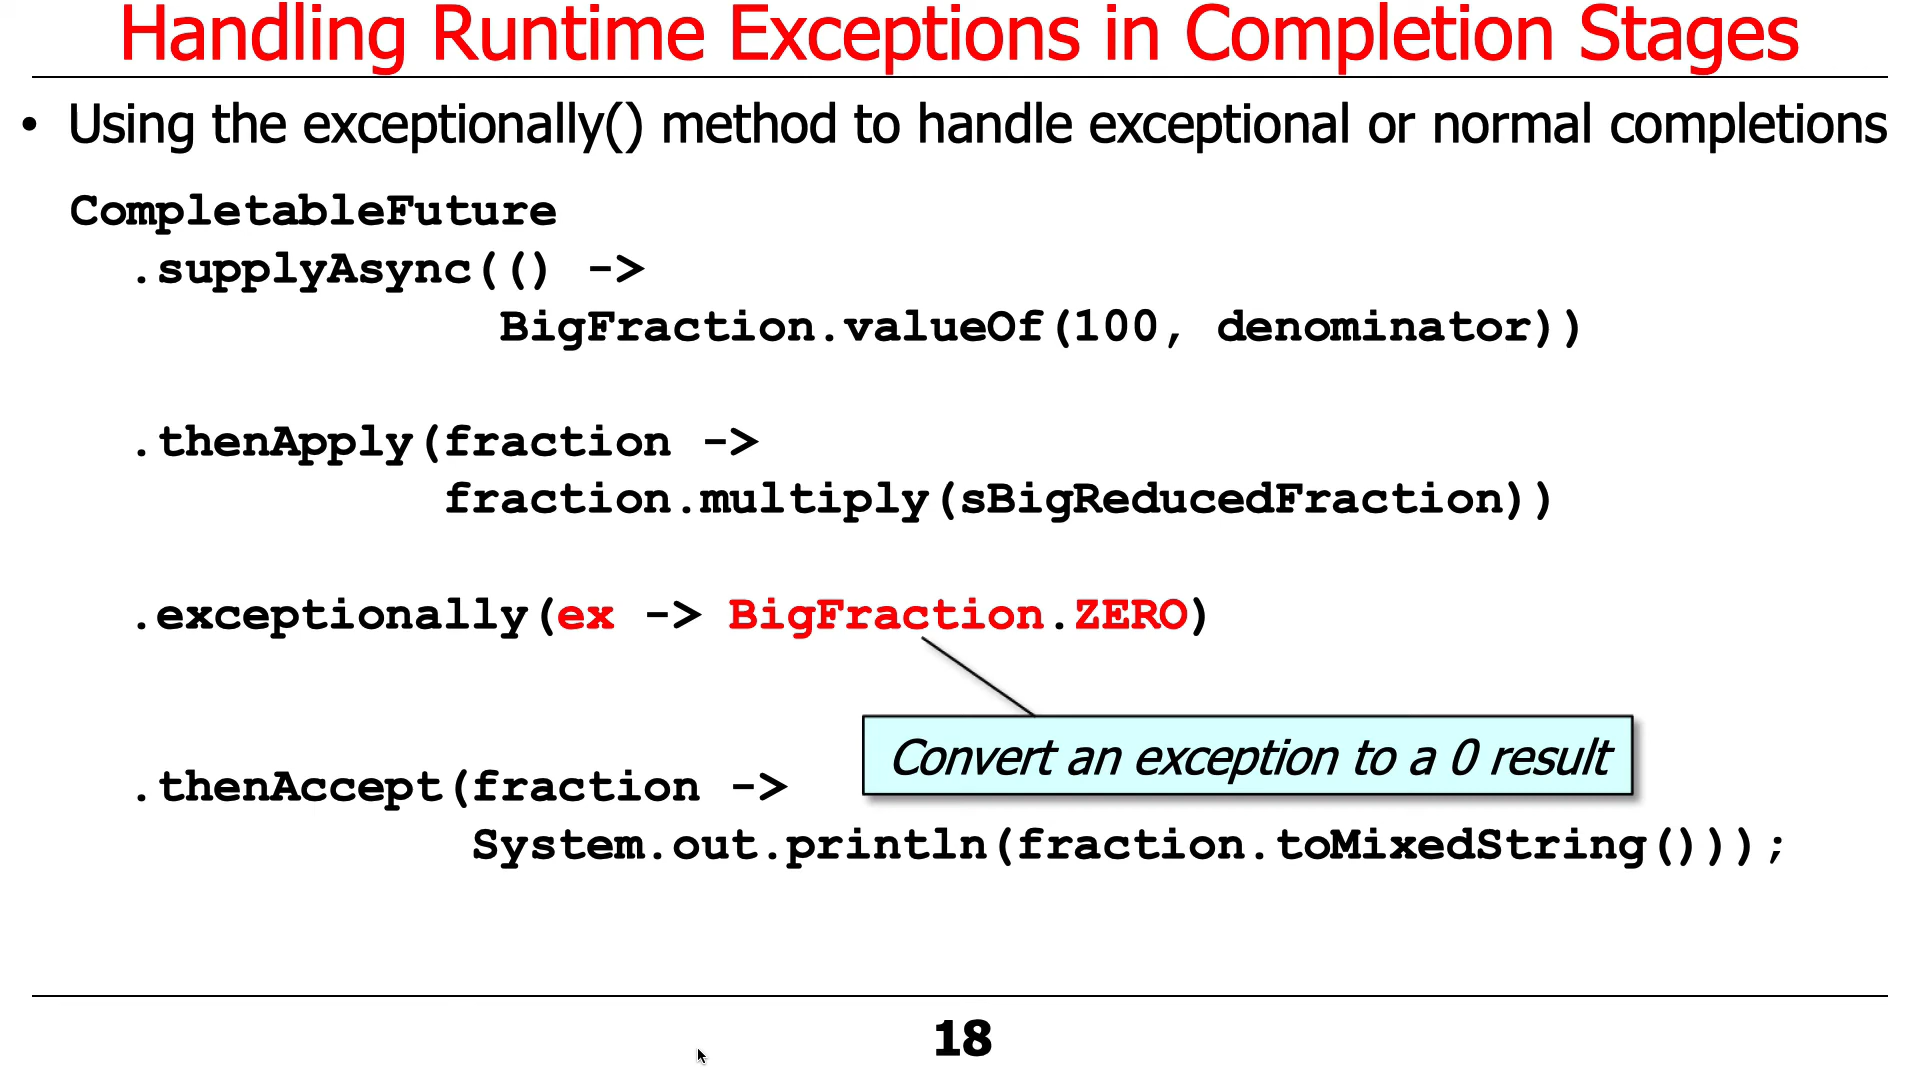 Handling Runtime Exceptions in Completion Stages
• Using the exceptionally() method to handle exceptional or normal completions
CompletableFuture
.supplyAsync(() ->
BigFraction.valueOf(100, denominator))
.thenApply(fraction ->
fraction.multiply(sBigReducedFraction))
.exceptionally(ex -> BigFraction.ZERO)
Convert an exception to a 0 result
.thenAccept(fraction ->
System.out.println(fraction.toMixedString()));
18